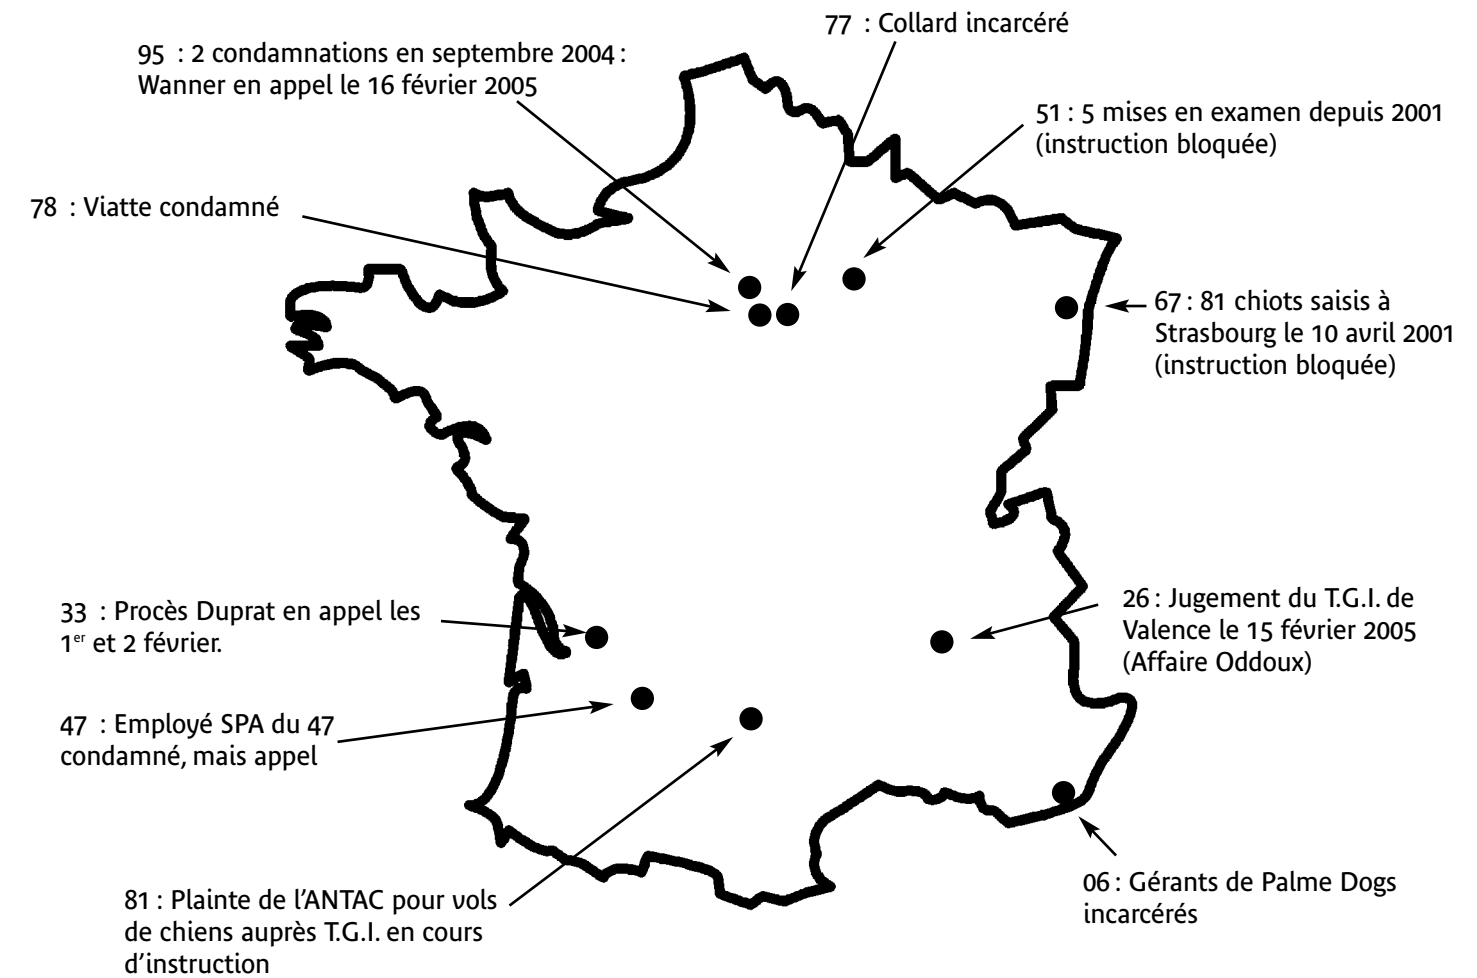 77 : Collard incarcéré
95 : 2 condamnations en septembre 2004 :
Wanner en appel le 16 février 2005
51 : 5 mises en examen depuis 2001
(instruction bloquée)
78 : Viatte condamné
67 : 81 chiots saisis à
Strasbourg le 10 avril 2001
(instruction bloquée)
33 : Procès Duprat en appel les
1er et 2 février.
26 : Jugement du T.G.I. de
Valence le 15 février 2005
(Affaire Oddoux)
47 : Employé SPA du 47
condamné, mais appel
81 : Plainte de l'ANTAC pour vols
de chiens auprès T.G.I. en cours
d'instruction
06 : Gérants de Palme Dogs
incarcérés